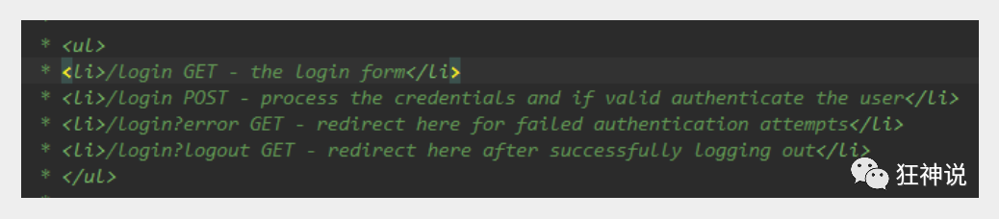 * <ul>
* <li>/login GET - the login form</li>
* <li>/login POST - process the credentials and if valid authenticate the user</li>
* <li>/login?error GET - redirect here for failed authentication attempts</li>
* <li>/login?logout GET - redirect here after successfully logging out</li>
* </ul>
狂神说